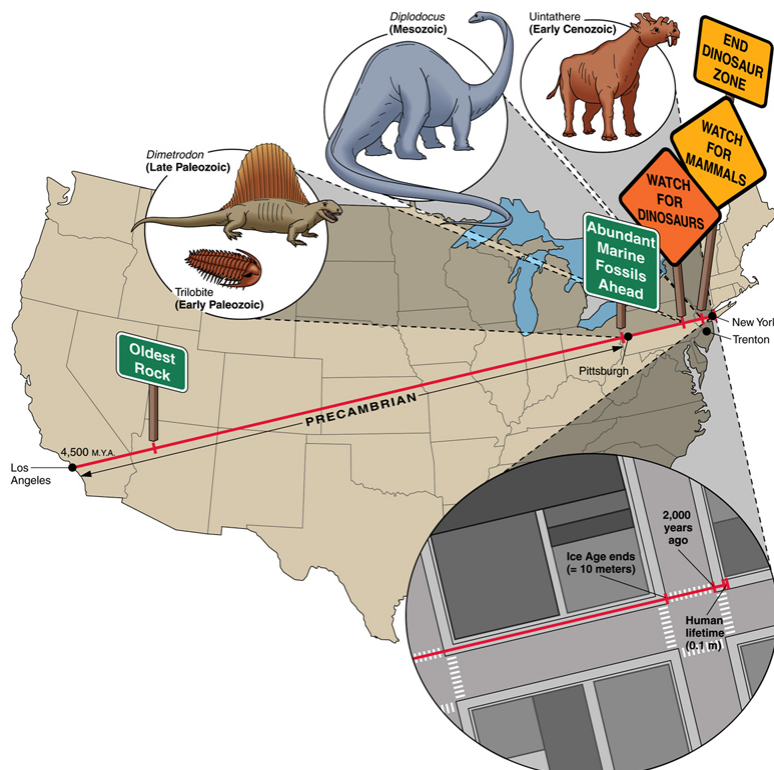 Diplodocus
(Mesozoic)
Uintathere
(Early Cenozoic)
END
DINOSAUR
ZONE
WATCH
FOR
MAMMALS
WATCH
FOR
DINOSAURS
Dimetrodon
(Late Paleozoic)
Trilobite
(Early Paleozoic)
Abundant
Marine
Fossils
Ahead
New York
Trenton
Pittsburgh
Oldest
Rock
PRECAMBRIAN
4,500 M.Y.A.
Los
Angeles
2,000
years
ago
Ice Age ends
(= 10 meters)
Human
lifetime
(0.1 m)